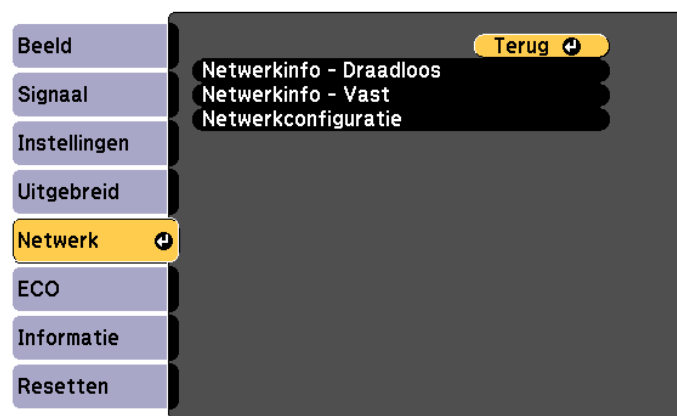 Beeld
Signaal
Instellingen
Uitgebreid
Netwerk
ECO
Informatie
Resetten
Terug
Netwerkinfo - Draadloos
Netwerkinfo - Vast
Netwerkconfiguratie